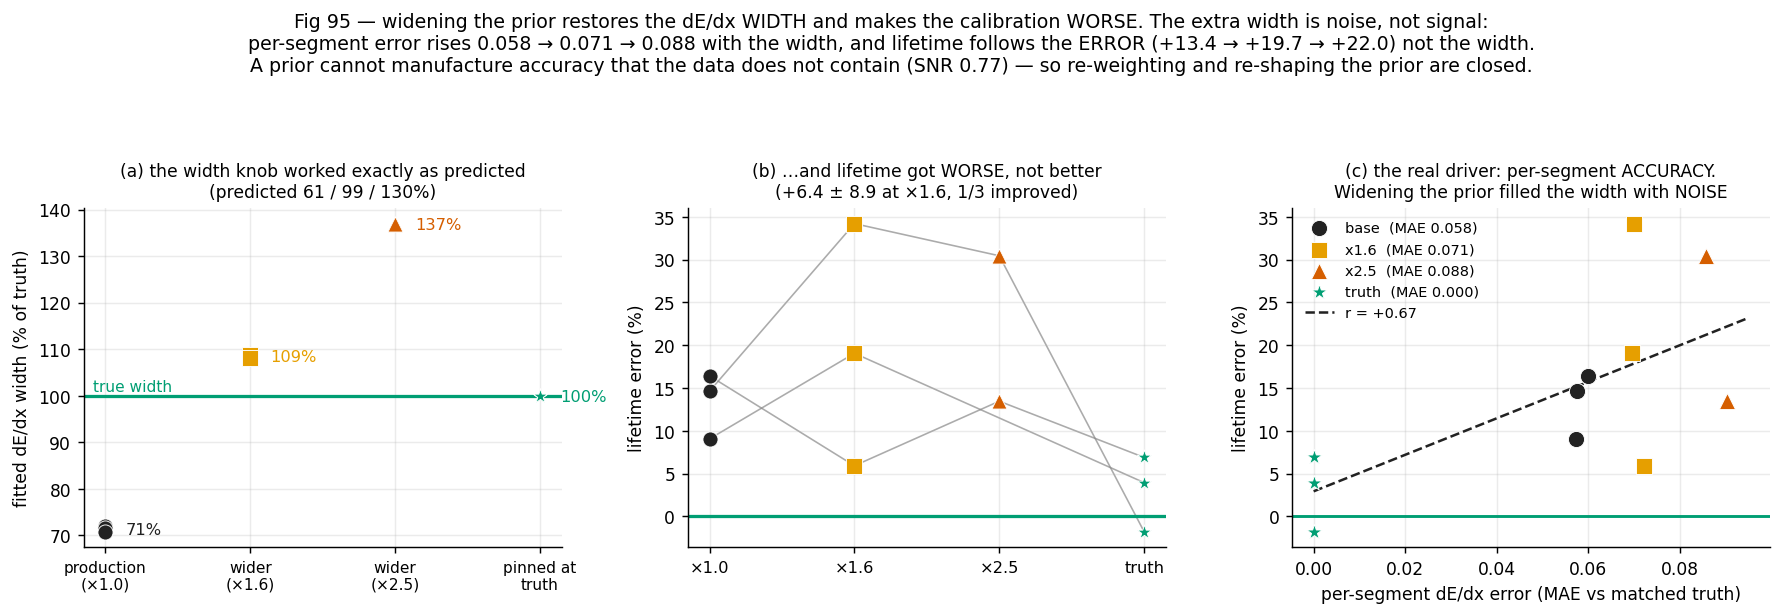 Fig 95 — widening the prior restores the dE/dx WIDTH and makes the calibration WORSE. The extra width is noise, not signal:
per-segment error rises 0.058 → 0.071 → 0.088 with the width, and lifetime follows the ERROR (+13.4 → +19.7 → +22.0) not the width.
A prior cannot manufacture accuracy that the data does not contain (SNR 0.77) — so re-weighting and re-shaping the prior are closed.
(a) the width knob worked exactly as predicted
(predicted 61 / 99 / 130%)
fitted dE/dx width (% of truth)
140
130
120
110
100
90
80
70
137%
109%
true width
100%
71%
production
(×1.0)
wider
(×1.6)
wider
(×2.5)
pinned at
truth
(b) …and lifetime got WORSE, not better
(+6.4 ± 8.9 at ×1.6, 1/3 improved)
lifetime error (%)
35
30
25
20
15
10
5
0
×1.0
×1.6
×2.5
truth
(c) the real driver: per-segment ACCURACY.
Widening the prior filled the width with NOISE
lifetime error (%)
35
30
25
20
15
10
5
0
base (MAE 0.058)
x1.6 (MAE 0.071)
x2.5 (MAE 0.088)
truth (MAE 0.000)
r = +0.67
0.00
0.02
0.04
0.06
0.08
per-segment dE/dx error (MAE vs matched truth)